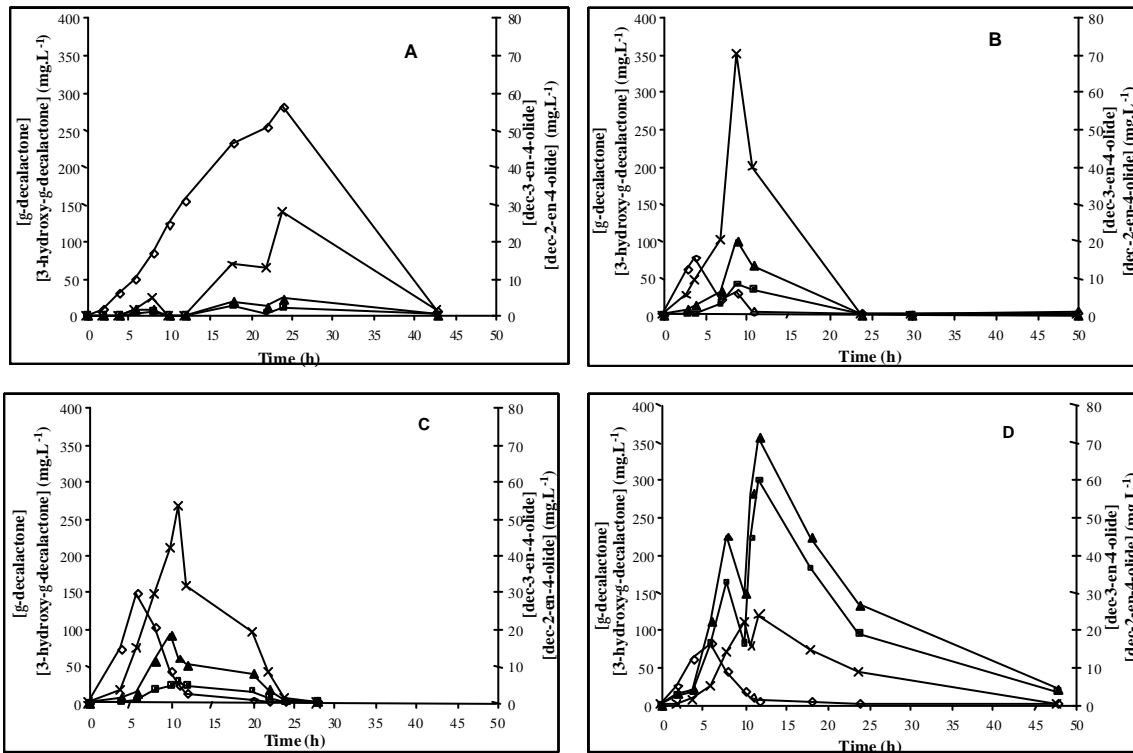 A
[g-decalactone]
[3-hydroxy-g-decalactone] (mg.L-1)
400
350
300
250
200
150
100
50
0
0 5 10 15 20 25 30 35 40 45 50
Time (h)
80
70
60
50
40
30
20
10
0
[dec-3-en-4-olide]
[dec-2-en-4-olide] (mg.L-1)
B
[g-decalactone]
[3-hydroxy-g-decalactone] (mg.L-1)
400
350
300
250
200
150
100
50
0
0 5 10 15 20 25 30 35 40 45 50
Time (h)
80
70
60
50
40
30
20
10
0
[dec-3-en-4-olide]
[dec-2-en-4-olide] (mg.L-1)
C
[g-decalactone]
[3-hydroxy-g-decalactone] (mg.L-1)
400
350
300
250
200
150
100
50
0
0 5 10 15 20 25 30 35 40 45 50
Time (h)
80
70
60
50
40
30
20
10
0
[dec-3-en-4-olide]
[dec-2-en-4-olide] (mg.L-1)
D
[g-decalactone]
[3-hydroxy-g-decalactone] (mg.L-1)
400
350
300
250
200
150
100
50
0
0 5 10 15 20 25 30 35 40 45 50
Time (h)
80
70
60
50
40
30
20
10
0
[dec-3-en-4-olide]
[dec-2-en-4-olide] (mg.L-1)